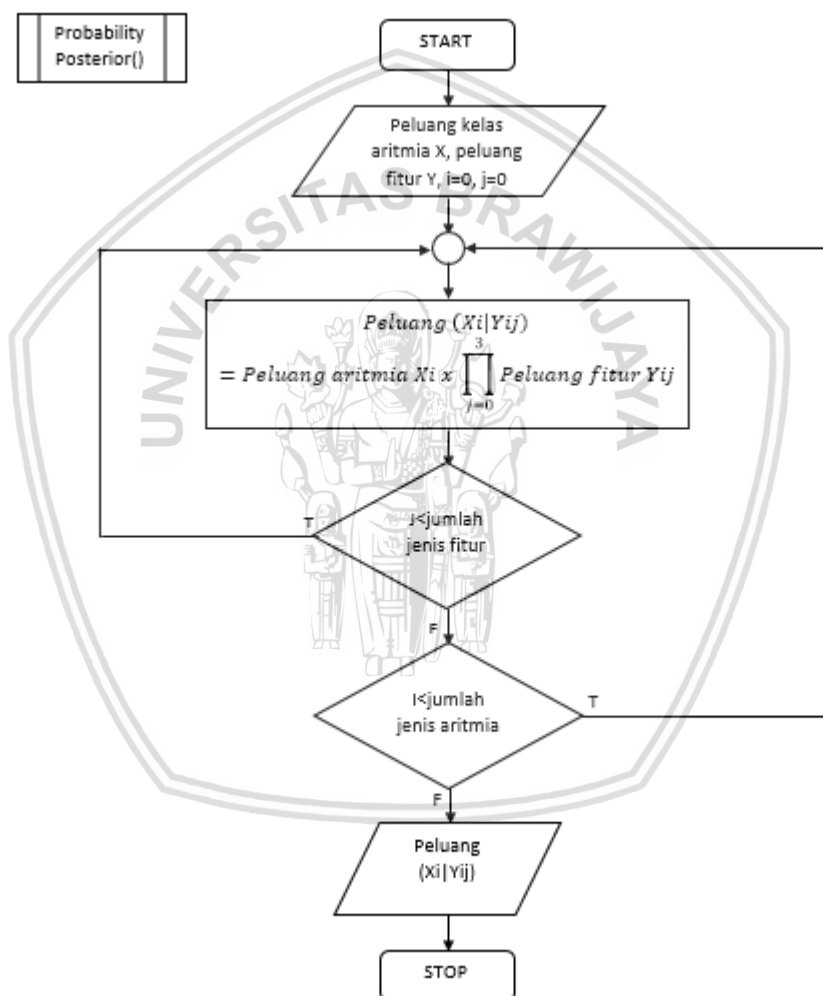 Probability
Posterior()
START
Peluang kelas
aritmia X, peluang
fitur Y, i=0, j=0
UNIVERSITAS BRAWIJAYA
Peluang (Xi|Yij)
= Peluang aritmia Xi x ∏ 3 j=0 Peluang fitur Yij
T
J<jumlah
jenis fitur
F
I<jumlah
jenis aritmia
T
F
Peluang
(Xi|Yij)
STOP